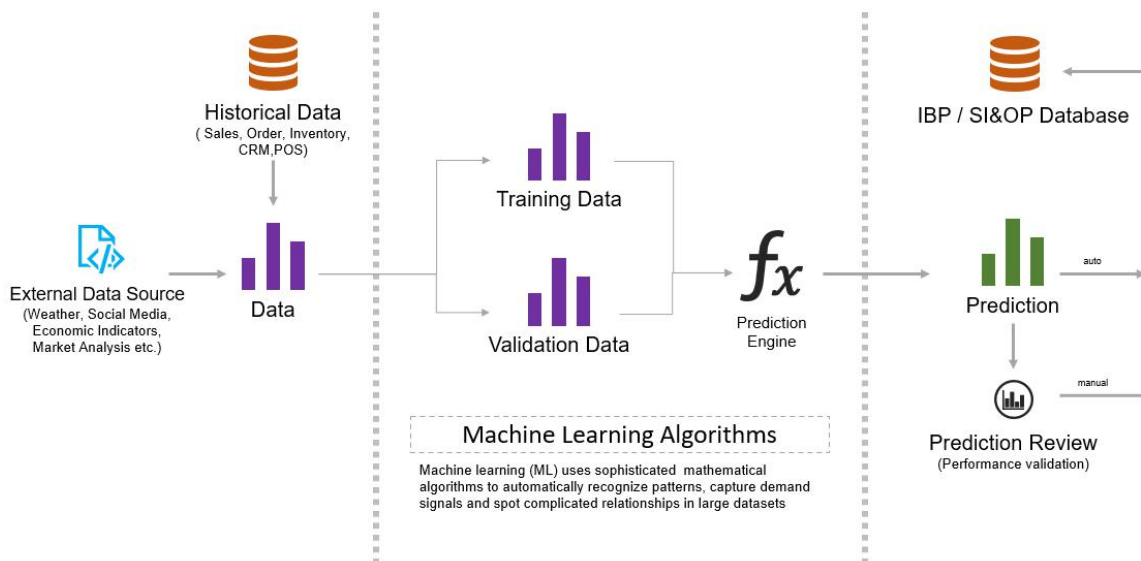 Historical Data
( Sales, Order, Inventory,
CRM,POS)
External Data Source
(Weather, Social Media,
Economic Indicators,
Market Analysis etc.)
Data
Training Data
Validation Data
fx
Prediction
Engine
Machine Learning Algorithms
Machine learning (ML) uses sophisticated mathematical
algorithms to automatically recognize patterns, capture demand
signals and spot complicated relationships in large datasets
IBP / SI&OP Database
auto
Prediction
manual
Prediction Review
(Performance validation)